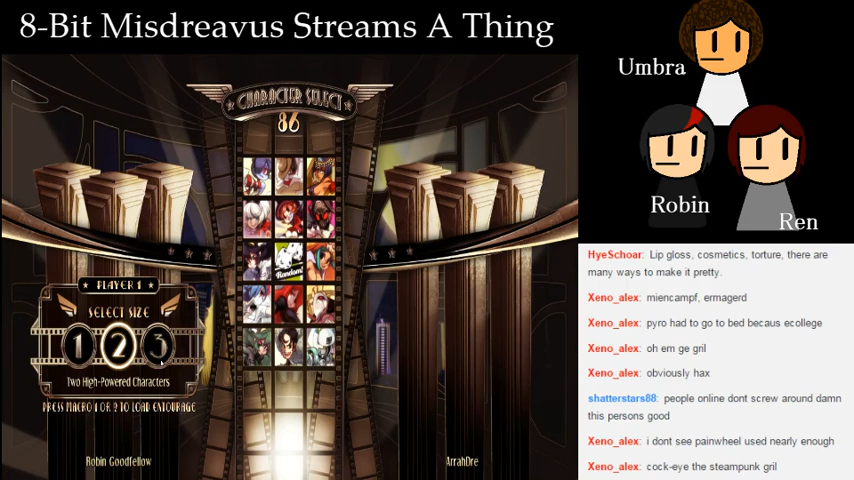 8-Bit Misdreavus Streams A Thing
Umbra
Robin
Ren
CHARACTER SELECT
86
Random!
PLAYER 1
SELECT SIZE
1 2 3
Two High-Powered Characters
PRESS MACRO 1 OR 2 TO LOAD ENTOURAGE
Robin Goodfellow
ArrahDre
HyeSchoar: Lip gloss, cosmetics, torture, there are
many ways to make it pretty.
Xeno_alex: miencampf, ermagerd
Xeno_alex: pyro had to go to bed becaus ecollege
Xeno_alex: oh em ge gril
Xeno_alex: obviously hax
shatterstars88: people online dont screw around damn
this persons good
Xeno_alex: i dont see painwheel used nearly enough
Xeno_alex: cock-eye the steampunk gril